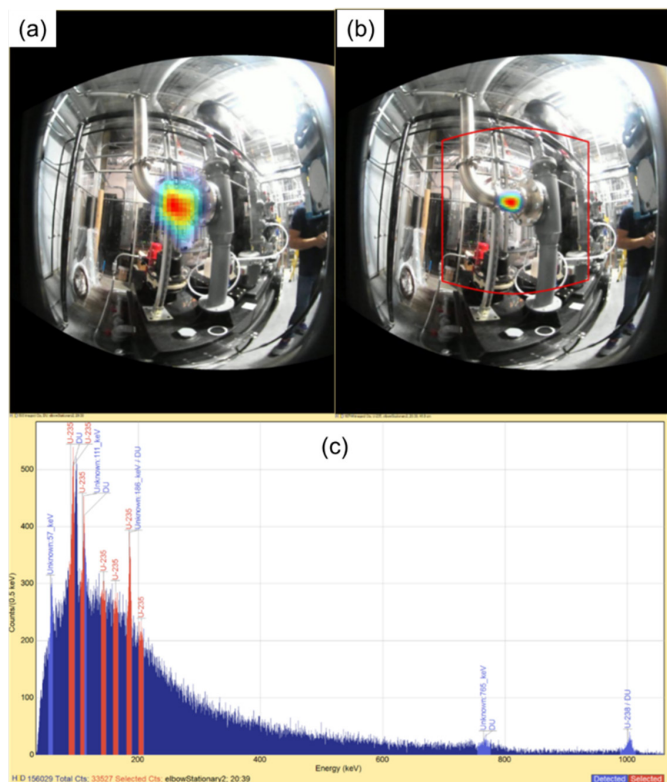 (a)
(b)
(c)
U-235
DU
U-235
U-235
Unknown:111_keV
DU
Unknown:57_keV
U-235
U-235
U-235
Unknown:186_keV / DU
U-235
Unknown:765_keV
DU
U-238 / DU
Counts/(0.5 keV)
500
400
300
200
100
0
200
400
600
800
1000
Energy (keV)
H D 156029 Total Cts: 33527 Selected Cts: elbowStationary2: 20:39
Detected
Selected